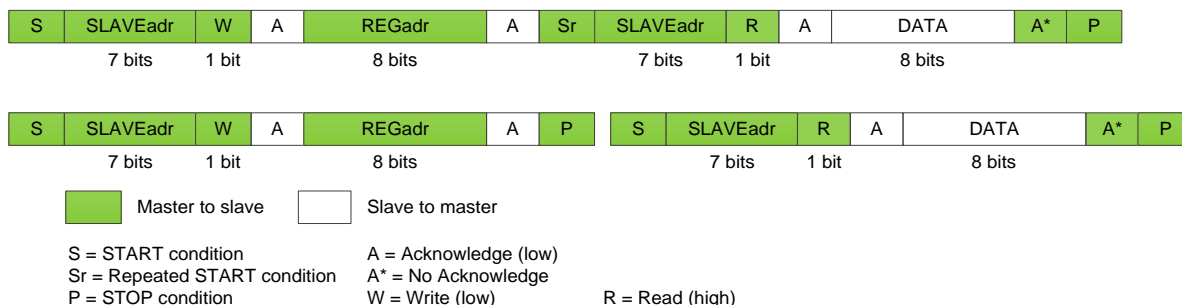 S SLAVEadr W A REGadr A Sr SLAVEadr R A DATA A* P
7 bits 1 bit 8 bits 7 bits 1 bit 8 bits
S SLAVEadr W A REGadr A P S SLAVEadr R A DATA A* P
7 bits 1 bit 8 bits 7 bits 1 bit 8 bits
Master to slave Slave to master
S = START condition A = Acknowledge (low)
Sr = Repeated START condition A* = No Acknowledge
P = STOP condition W = Write (low) R = Read (high)